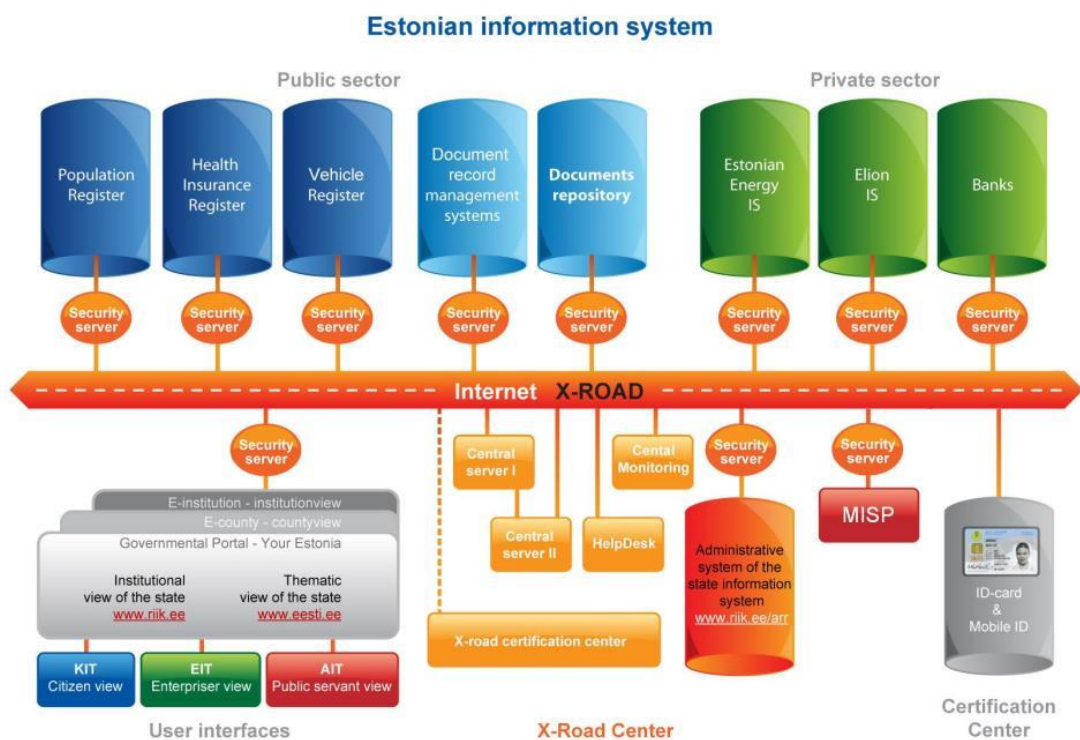 Estonian information system
Public sector
Private sector
Population
Register
Health
Insurance
Register
Vehicle
Register
Document
record
management
systems
Documents
repository
Estonian
Energy
IS
Elion
IS
Banks
Security
server
Security
server
Security
server
Security
server
Security
server
Security
server
Security
server
Security
server
Internet X-ROAD
Security
server
E-institution - institutionview
E-county - countyview
Governmental Portal - Your Estonia
Institutional
view of the state
www.riik.ee
Thematic
view of the state
www.eesti.ee
KIT
Citizen view
EIT
Enterpriser view
AIT
Public servant view
User interfaces
Central
server I
Central
server II
HelpDesk
Cental
Monitoring
X-road certification center
Security
server
Administrative
system of the
state information
system
www.riik.ee/arr
X-Road Center
Security
server
MISP
ID-card
&
Mobile ID
Certification
Center